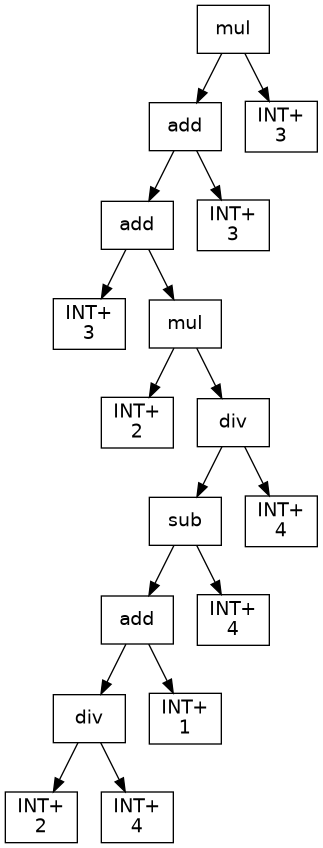 mul
add
INT+
3
add
INT+
3
INT+
3
mul
INT+
2
div
sub
INT+
4
add
INT+
4
div
INT+
1
INT+
2
INT+
4